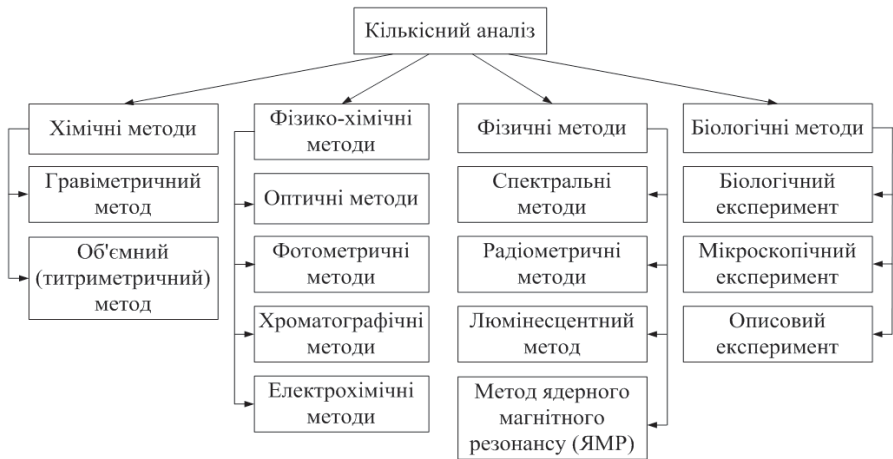 Кількісний аналіз
Хімічні методи
Гравіметричний
метод
Об'ємний
(титриметричний)
метод
Фізико-хімічні
методи
Оптичні методи
Фотометричні
методи
Хроматографічні
методи
Електрохімічні
методи
Фізичні методи
Спектральні
методи
Радіометричні
методи
Люмінесцентний
метод
Метод ядерного
магнітного
резонансу (ЯМР)
Біологічні методи
Біологічний
експеримент
Мікроскопічний
експеримент
Описовий
експеримент